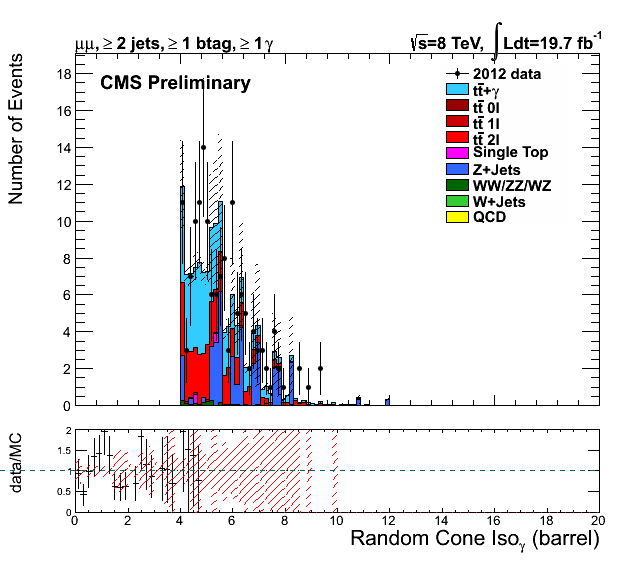 μμ, ≥ 2 jets, ≥ 1 btag, ≥ 1 γ
√s=8 TeV, ∫ Ldt=19.7 fb⁻¹
CMS Preliminary
2012 data
tt̄+γ
tt̄ 0l
tt̄ 1l
tt̄ 2l
Single Top
Z+Jets
WW/ZZ/WZ
W+Jets
QCD
Number of Events
18
16
14
12
10
8
6
4
2
0
data/MC
2
1.5
1
0.5
0
0 2 4 6 8 10 12 14 16 18 20
Random Cone Isoγ (barrel)